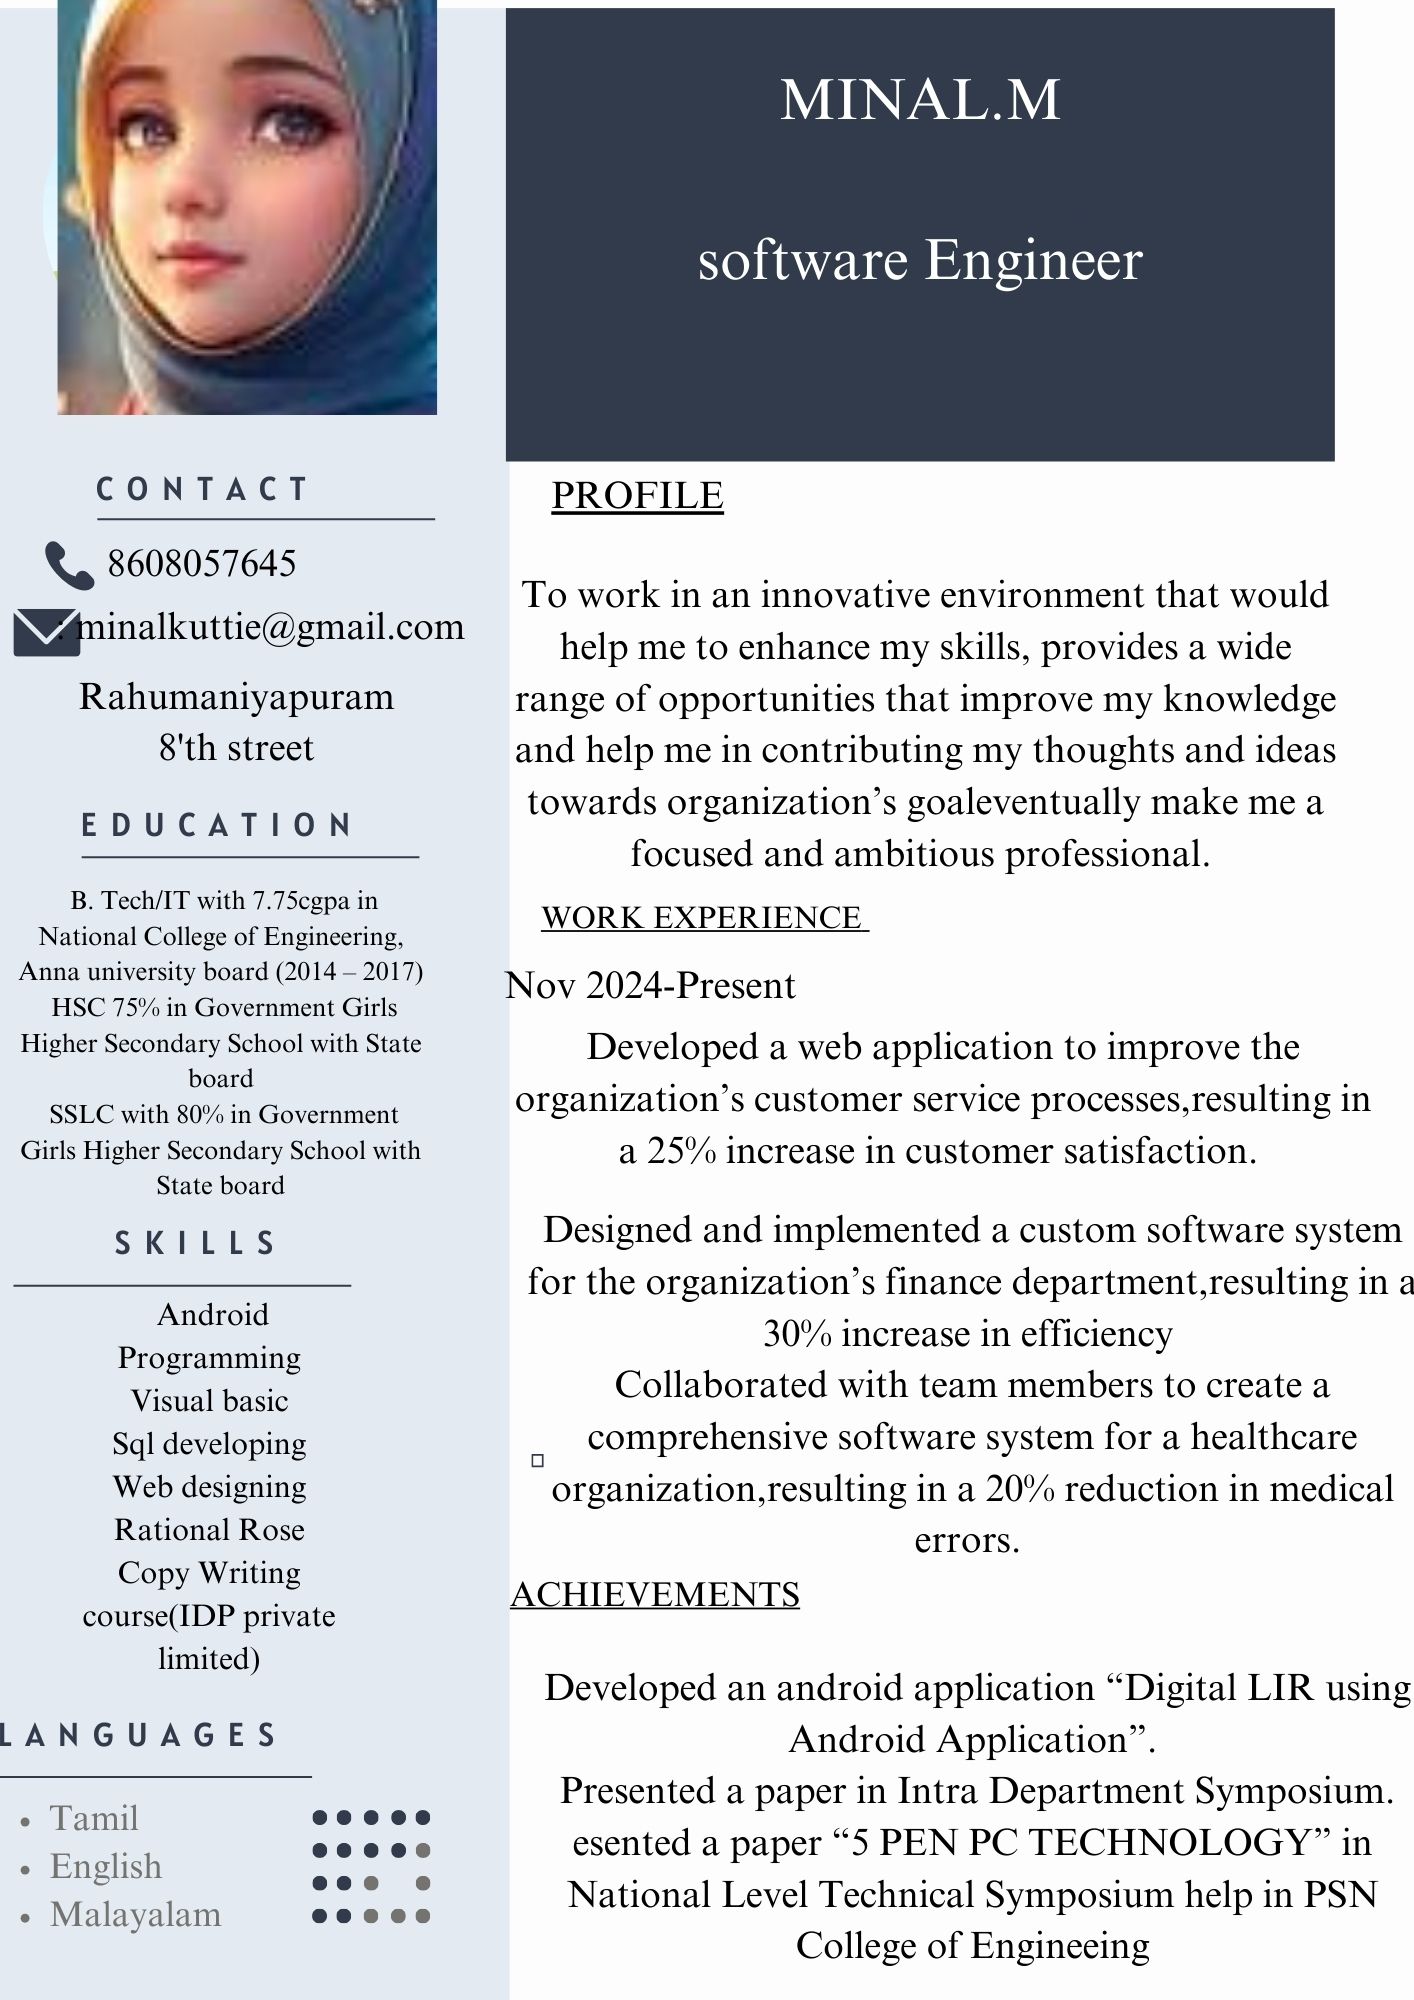 MINAL.M
software Engineer
CONTACT
8608057645
: minalkuttie@gmail.com
Rahumaniyapuram
8'th street
EDUCATION
B. Tech/IT with 7.75cgpa in
National College of Engineering,
Anna university board (2014 – 2017)
HSC 75% in Government Girls
Higher Secondary School with State
board
SSLC with 80% in Government
Girls Higher Secondary School with
State board
SKILLS
Android
Programming
Visual basic
Sql developing
Web designing
Rational Rose
Copy Writing
course(IDP private
limited)
LANGUAGES
• Tamil
• English
• Malayalam
PROFILE
To work in an innovative environment that would
help me to enhance my skills, provides a wide
range of opportunities that improve my knowledge
and help me in contributing my thoughts and ideas
towards organization’s goaleventually make me a
focused and ambitious professional.
WORK EXPERIENCE
Nov 2024-Present
Developed a web application to improve the
organization’s customer service processes,resulting in
a 25% increase in customer satisfaction.
Designed and implemented a custom software system
for the organization’s finance department,resulting in a
30% increase in efficiency
Collaborated with team members to create a
comprehensive software system for a healthcare
organization,resulting in a 20% reduction in medical
errors.
ACHIEVEMENTS
Developed an android application “Digital LIR using
Android Application”.
Presented a paper in Intra Department Symposium.
esented a paper “5 PEN PC TECHNOLOGY” in
National Level Technical Symposium help in PSN
College of Engineeing